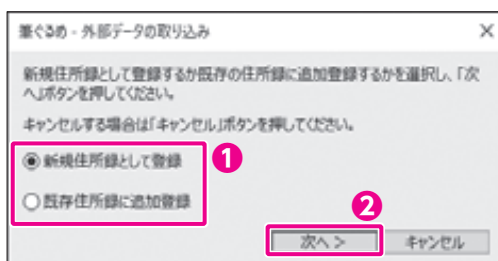 筆ぐるめ - 外部データの取り込み
新規住所録として登録するか既存の住所録に追加登録するかを選択し、「次
へ」ボタンを押してください。
キャンセルする場合は「キャンセル」ボタンを押してください。
新規住所録として登録
1
既存住所録に追加登録
2
次へ > キャンセル